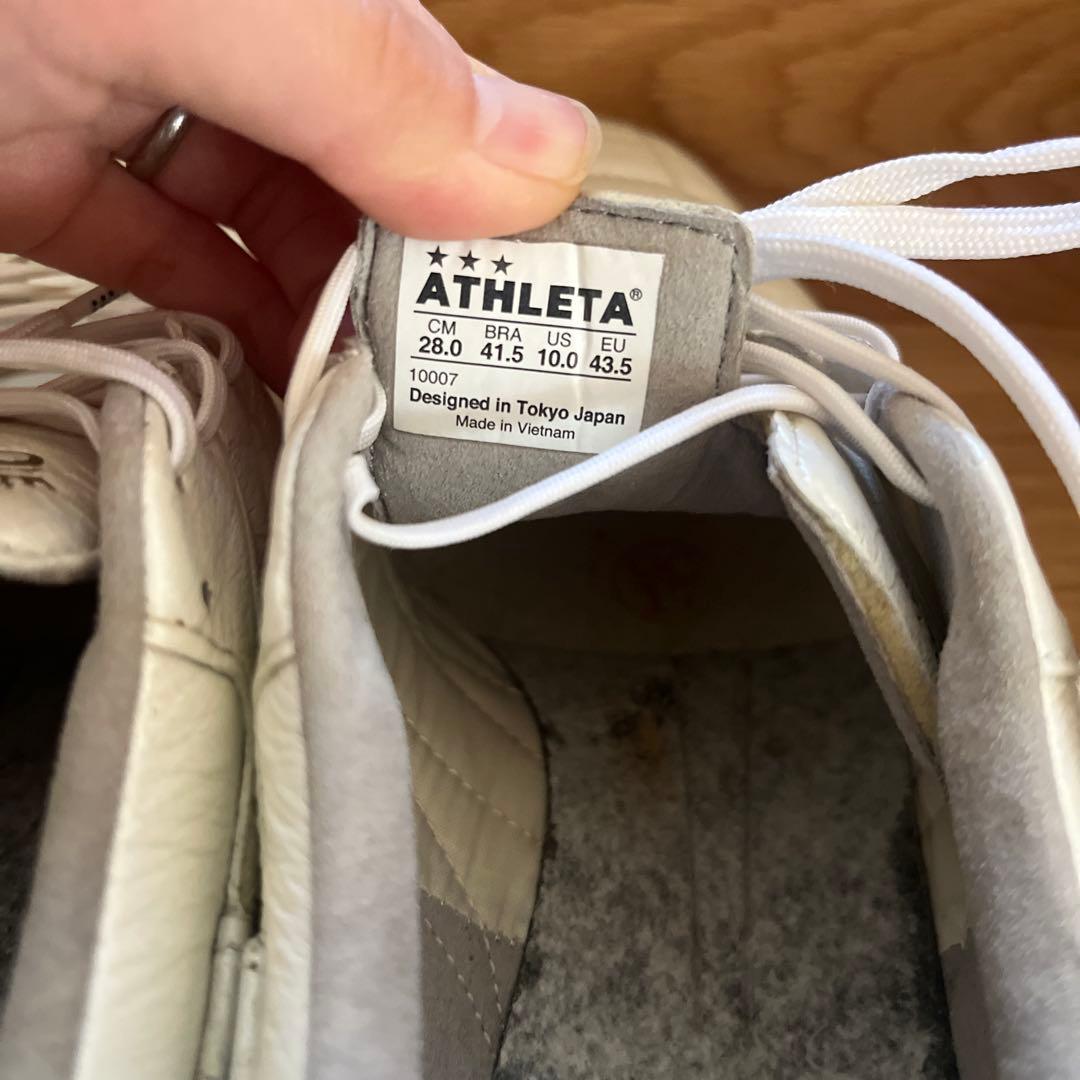 ATHLETA®
CM BRA US EU
28.0 41.5 10.0 43.5
10007
Designed in Tokyo Japan
Made in Vietnam